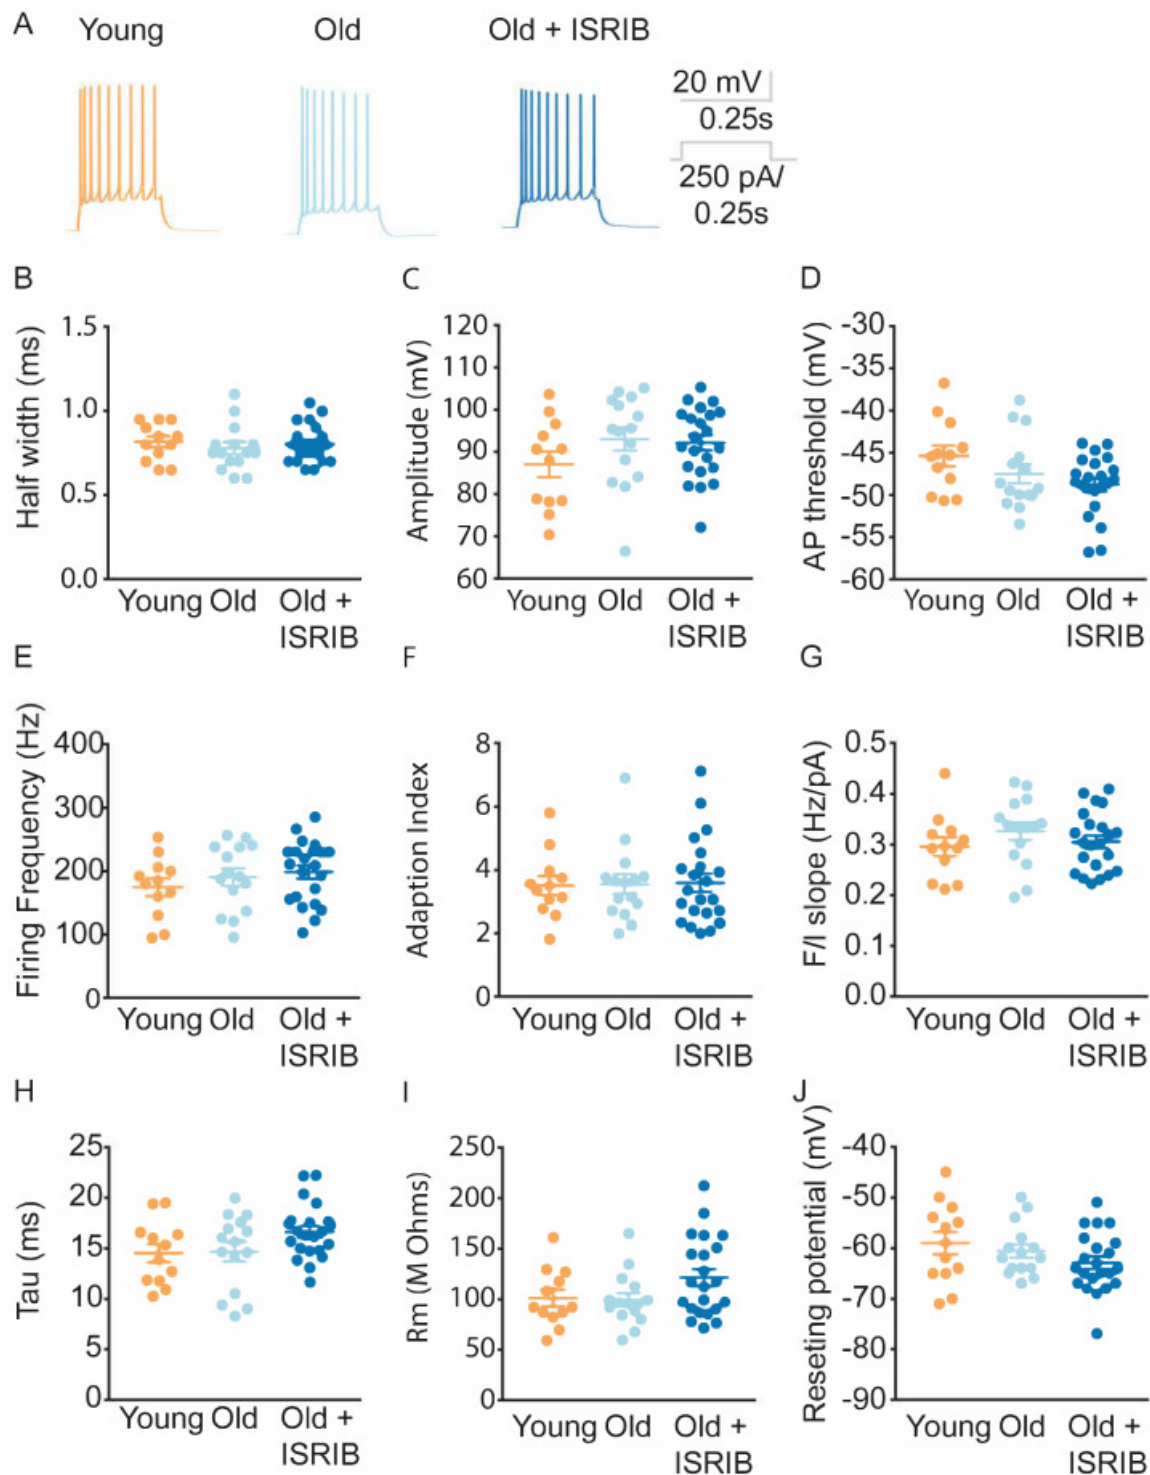 A
Young
Old
Old + ISRIB
20 mV
0.25s
250 pA/
0.25s
B
Half width (ms)
1.5
1.0
0.5
0.0
Young Old Old +
ISRIB
C
Amplitude (mV)
120
110
100
90
80
70
60
Young Old Old +
ISRIB
D
AP threshold (mV)
-30
-35
-40
-45
-50
-55
-60
Young Old Old +
ISRIB
E
Firing Frequency (Hz)
400
300
200
100
0
Young Old Old +
ISRIB
F
Adaption Index
8
6
4
2
0
Young Old Old +
ISRIB
G
F/I slope (Hz/pA)
0.5
0.4
0.3
0.2
0.1
0.0
Young Old Old +
ISRIB
H
Tau (ms)
25
20
15
10
5
0
Young Old Old +
ISRIB
I
Rm (M Ohms)
250
200
150
100
50
0
Young Old Old +
ISRIB
J
Reseting potential (mV)
-40
-50
-60
-70
-80
-90
Young Old Old +
ISRIB